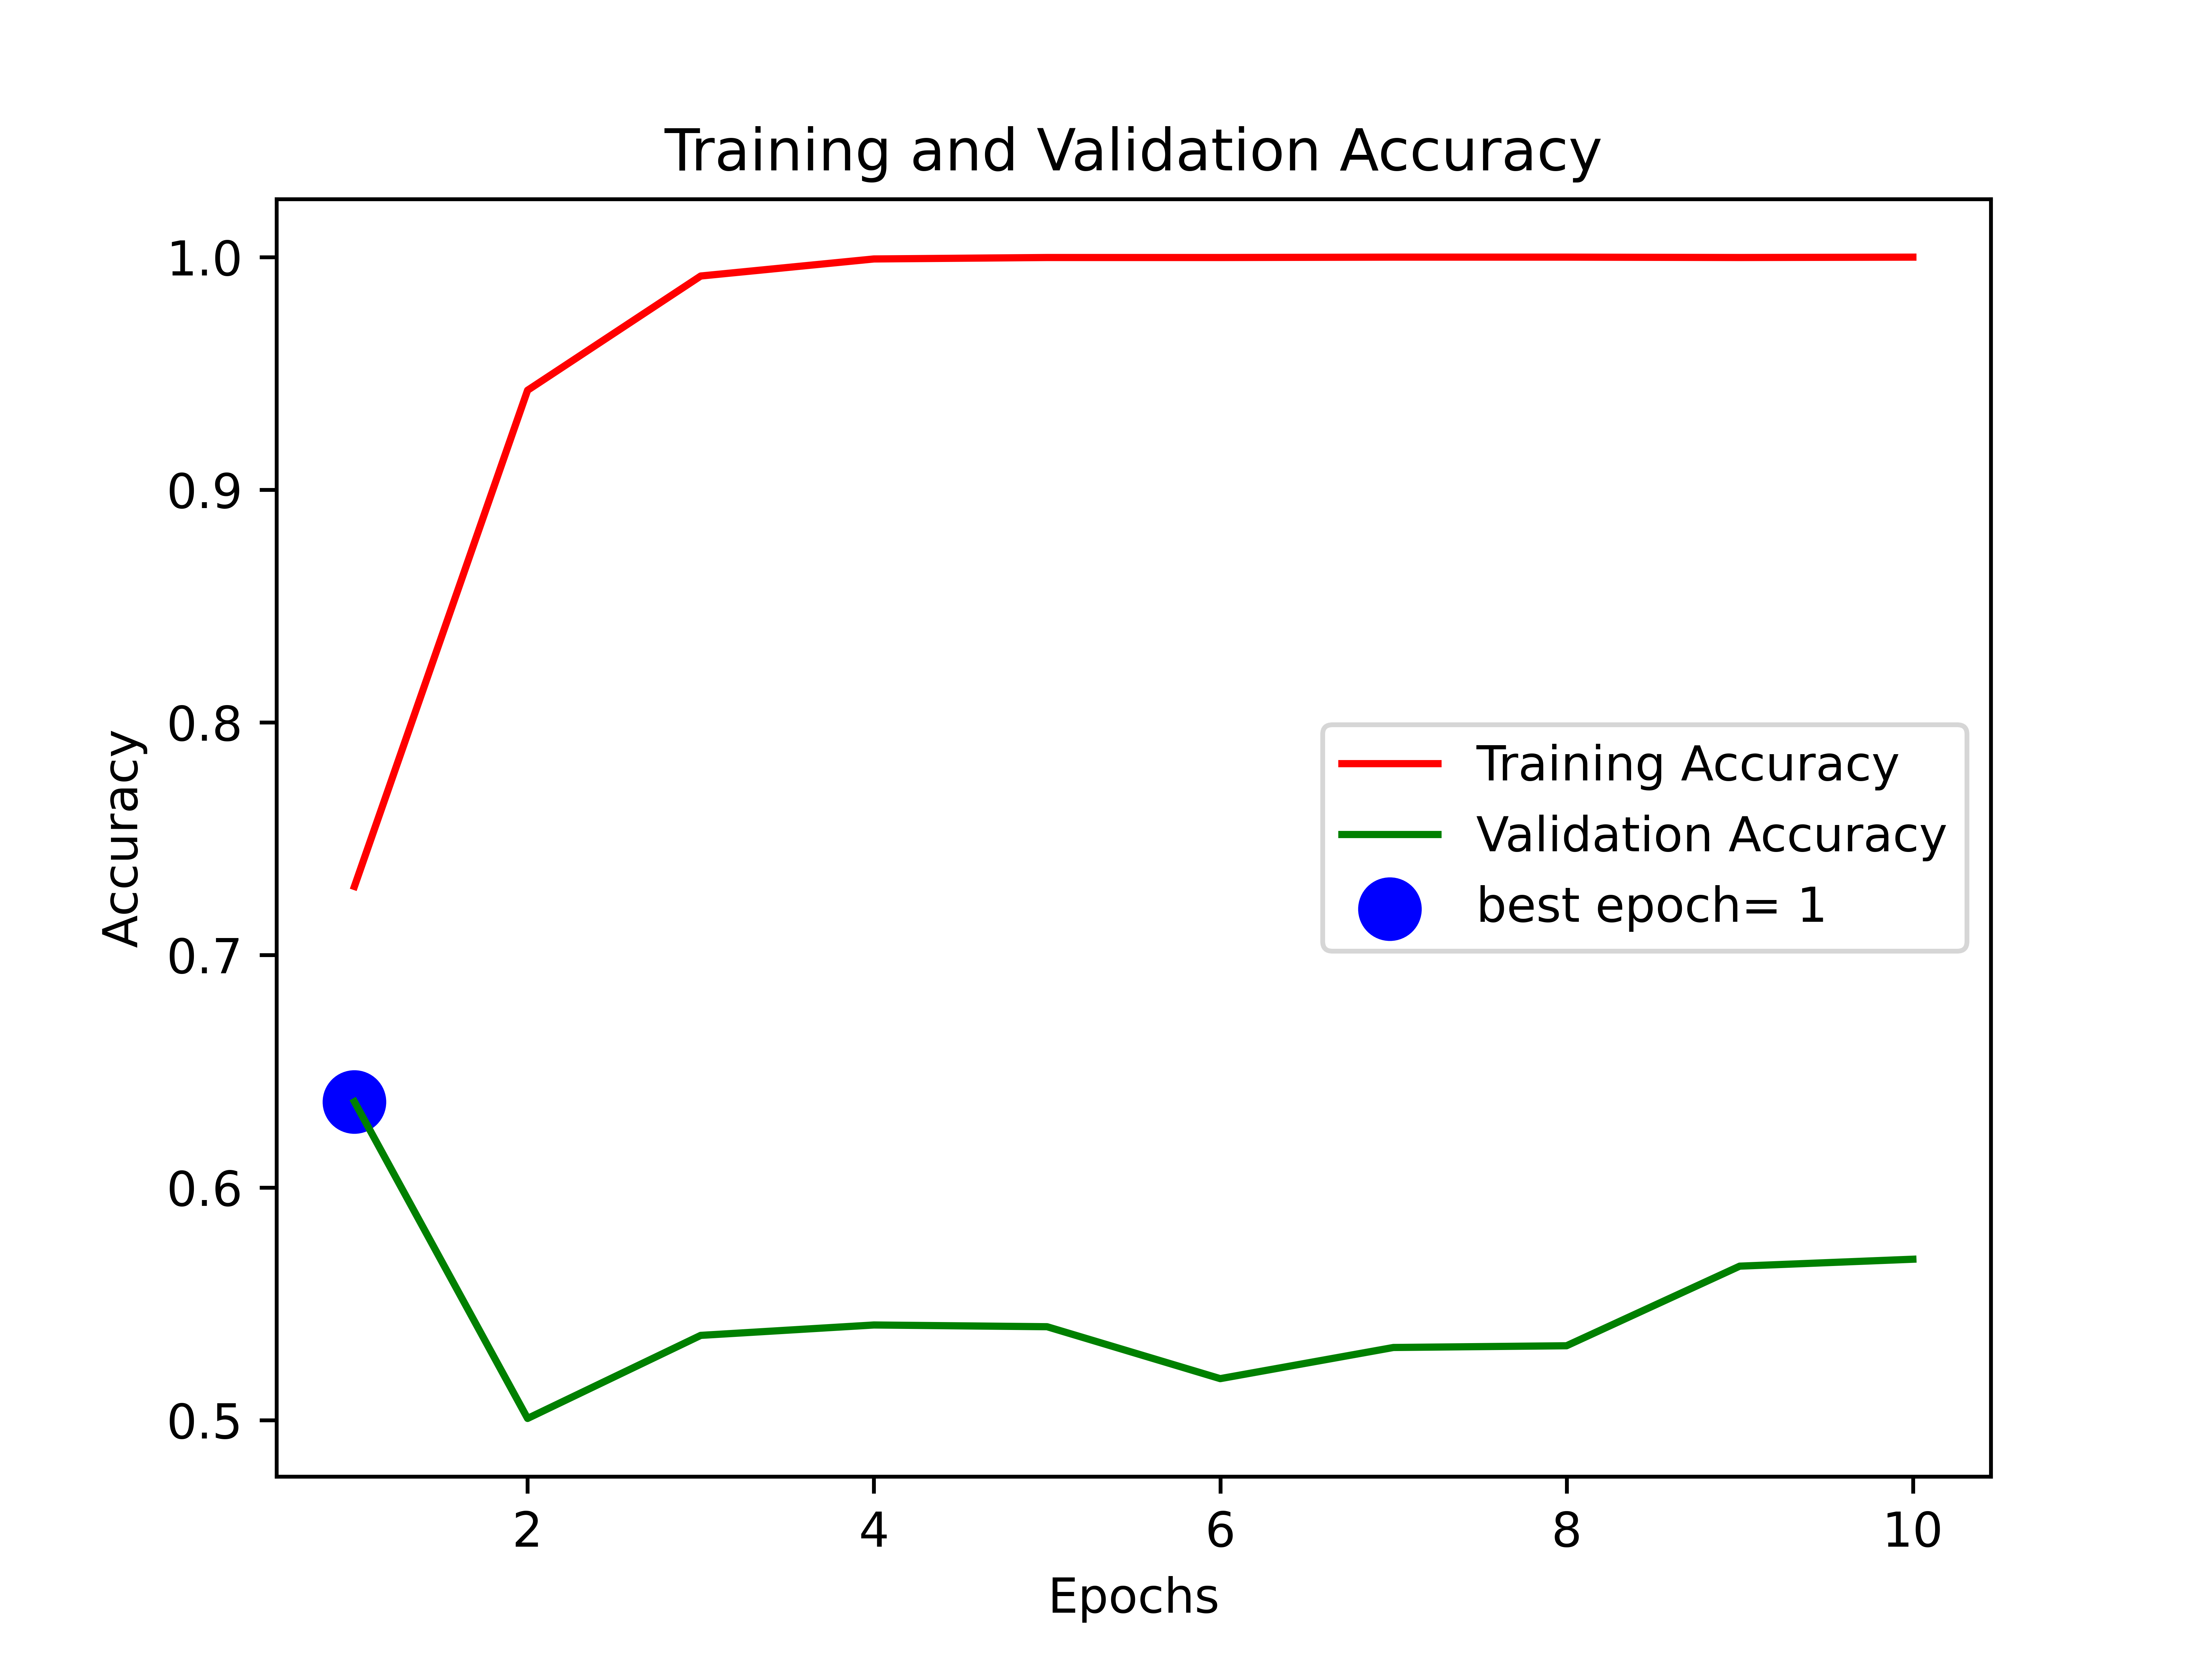 Training and Validation Accuracy
1.0
0.9
0.8
0.7
0.6
0.5
Accuracy
Training Accuracy
Validation Accuracy
best epoch= 1
2 4 6 8 10
Epochs